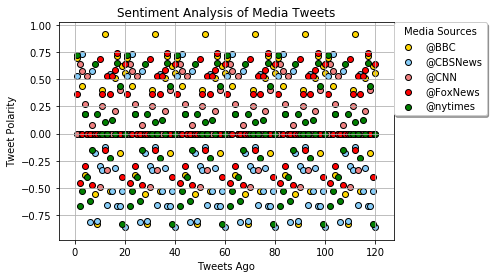 Sentiment Analysis of Media Tweets
Tweet Polarity
1.00
0.75
0.50
0.25
0.00
−0.25
−0.50
−0.75
0
20
40
60
80
100
120
Tweets Ago
Media Sources
@BBC
@CBSNews
@CNN
@FoxNews
@nytimes